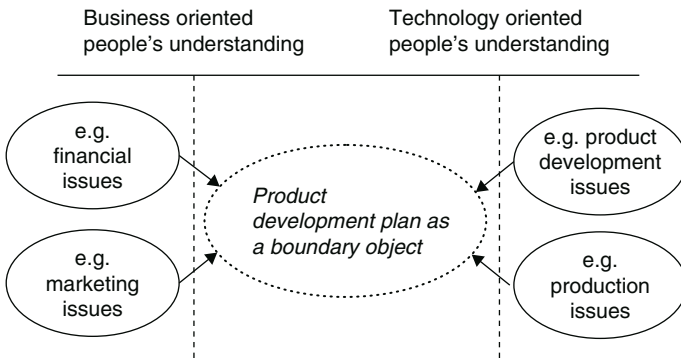 Business oriented
people's understanding
Technology oriented
people's understanding
e.g.
financial
issues
e.g. product
development
issues
Product
development plan as
a boundary object
e.g.
marketing
issues
e.g.
production
issues